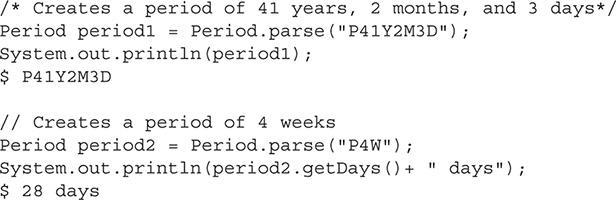 /* Creates a period of 41 years, 2 months, and 3 days*/
Period period1 = Period.parse("P41Y2M3D");
System.out.println(period1);
$ P41Y2M3D
// Creates a period of 4 weeks
Period period2 = Period.parse("P4W");
System.out.println(period2.getDays()+ " days");
$ 28 days